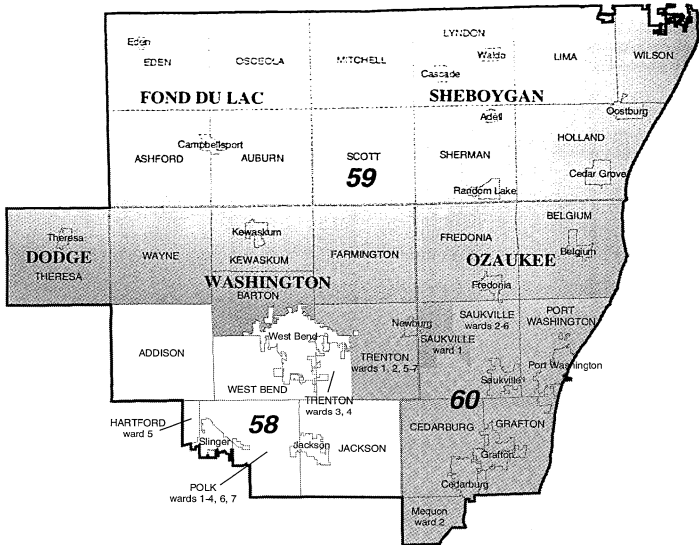 LYNDON
Eden
EDEN
OSCEOLA
MITCHELL
Waldo
Cascade
LIMA
WILSON
FOND DU LAC
SHEBOYGAN
Oostburg
Adell
HOLLAND
Campbellsport
ASHFORD
AUBURN
SCOTT
59
SHERMAN
Cedar Grove
Random Lake
BELGIUM
Theresa
DODGE
THERESA
WAYNE
Kewaskum
KEWASKUM
FARMINGTON
FREDONIA
OZAUKEE
Belgium
WASHINGTON
Fredonia
BARTON
Newburg
SAUKVILLE
wards 2-6
PORT
WASHINGTON
West Bend
SAUKVILLE
ward 1
ADDISON
TRENTON
wards 1, 2, 5-7
Port Washington
Saukville
WEST BEND
TRENTON
wards 3, 4
60
HARTFORD
ward 5
58
Slinger
Jackson
JACKSON
CEDARBURG
GRAFTON
Grafton
POLK
wards 1-4, 6, 7
Cedarburg
Mequon
ward 2